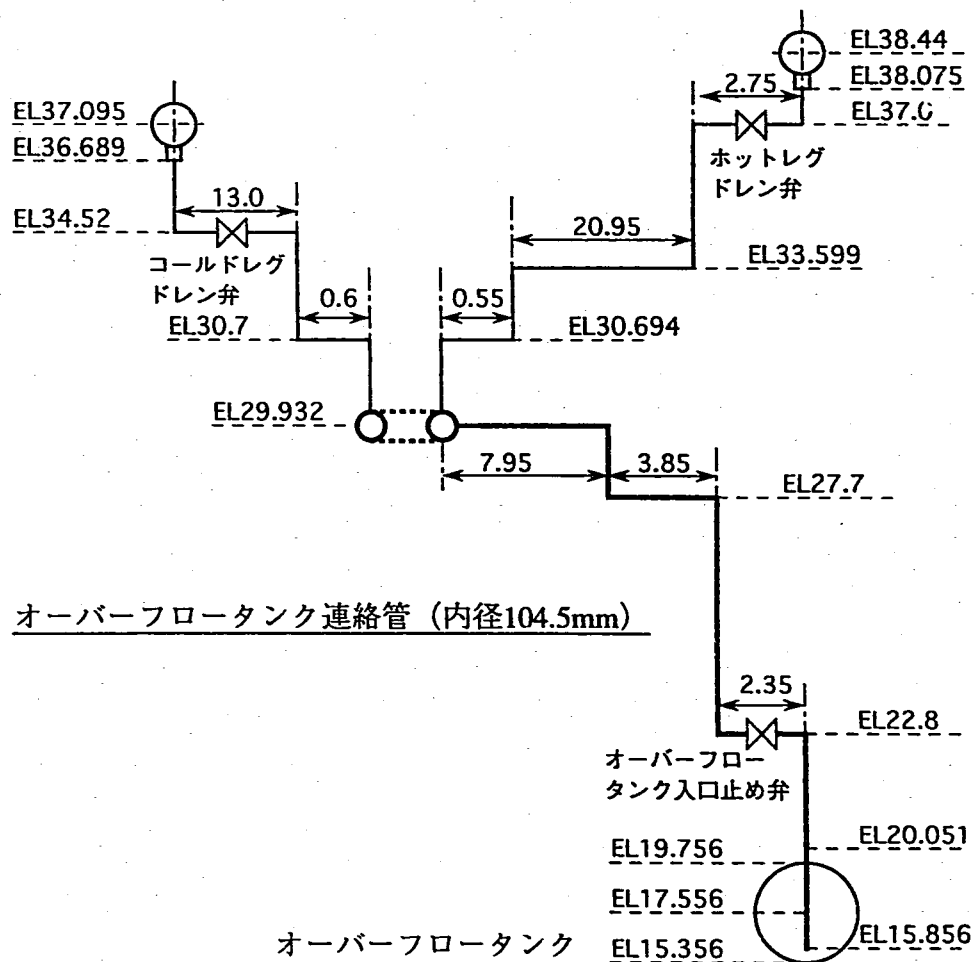 EL38.44
EL38.075
2.75
EL37.095
EL37.0
EL36.689
ホットレグ
ドレン弁
13.0
20.95
EL34.52
コールドレグ
ドレン弁
EL33.599
0.6
0.55
EL30.7
EL30.694
EL29.932
7.95
3.85
EL27.7
オーバーフロータンク連絡管（内径104.5mm）
2.35
EL22.8
オーバーフロー
タンク入口止め弁
EL20.051
EL19.756
EL17.556
EL15.856
オーバーフロータンク
EL15.356